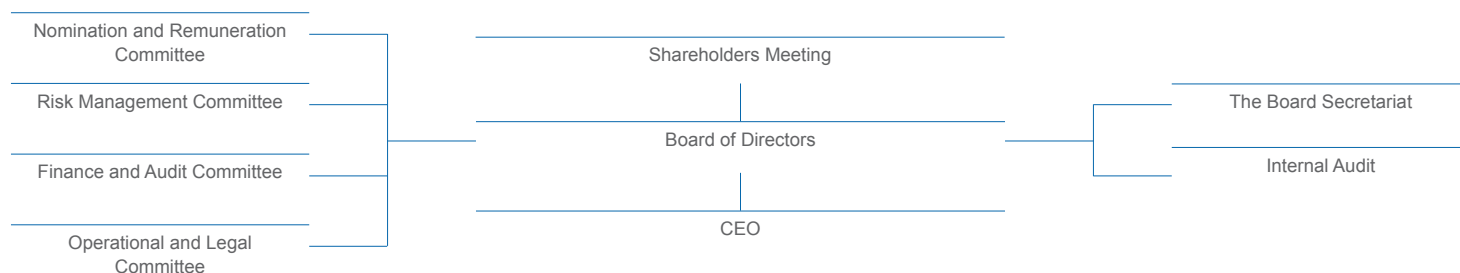 Nomination and Remuneration
Committee
Risk Management Committee
Finance and Audit Committee
Operational and Legal
Committee
Shareholders Meeting
Board of Directors
CEO
The Board Secretariat
Internal Audit